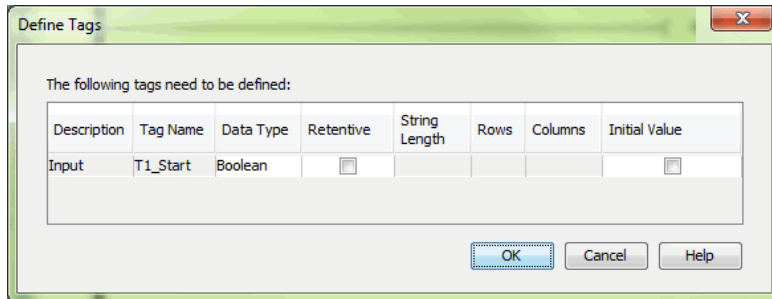 Define Tags
The following tags need to be defined:
Description Tag Name Data Type Retentive String Length Rows Columns Initial Value
Input T1_Start Boolean
OK Cancel Help